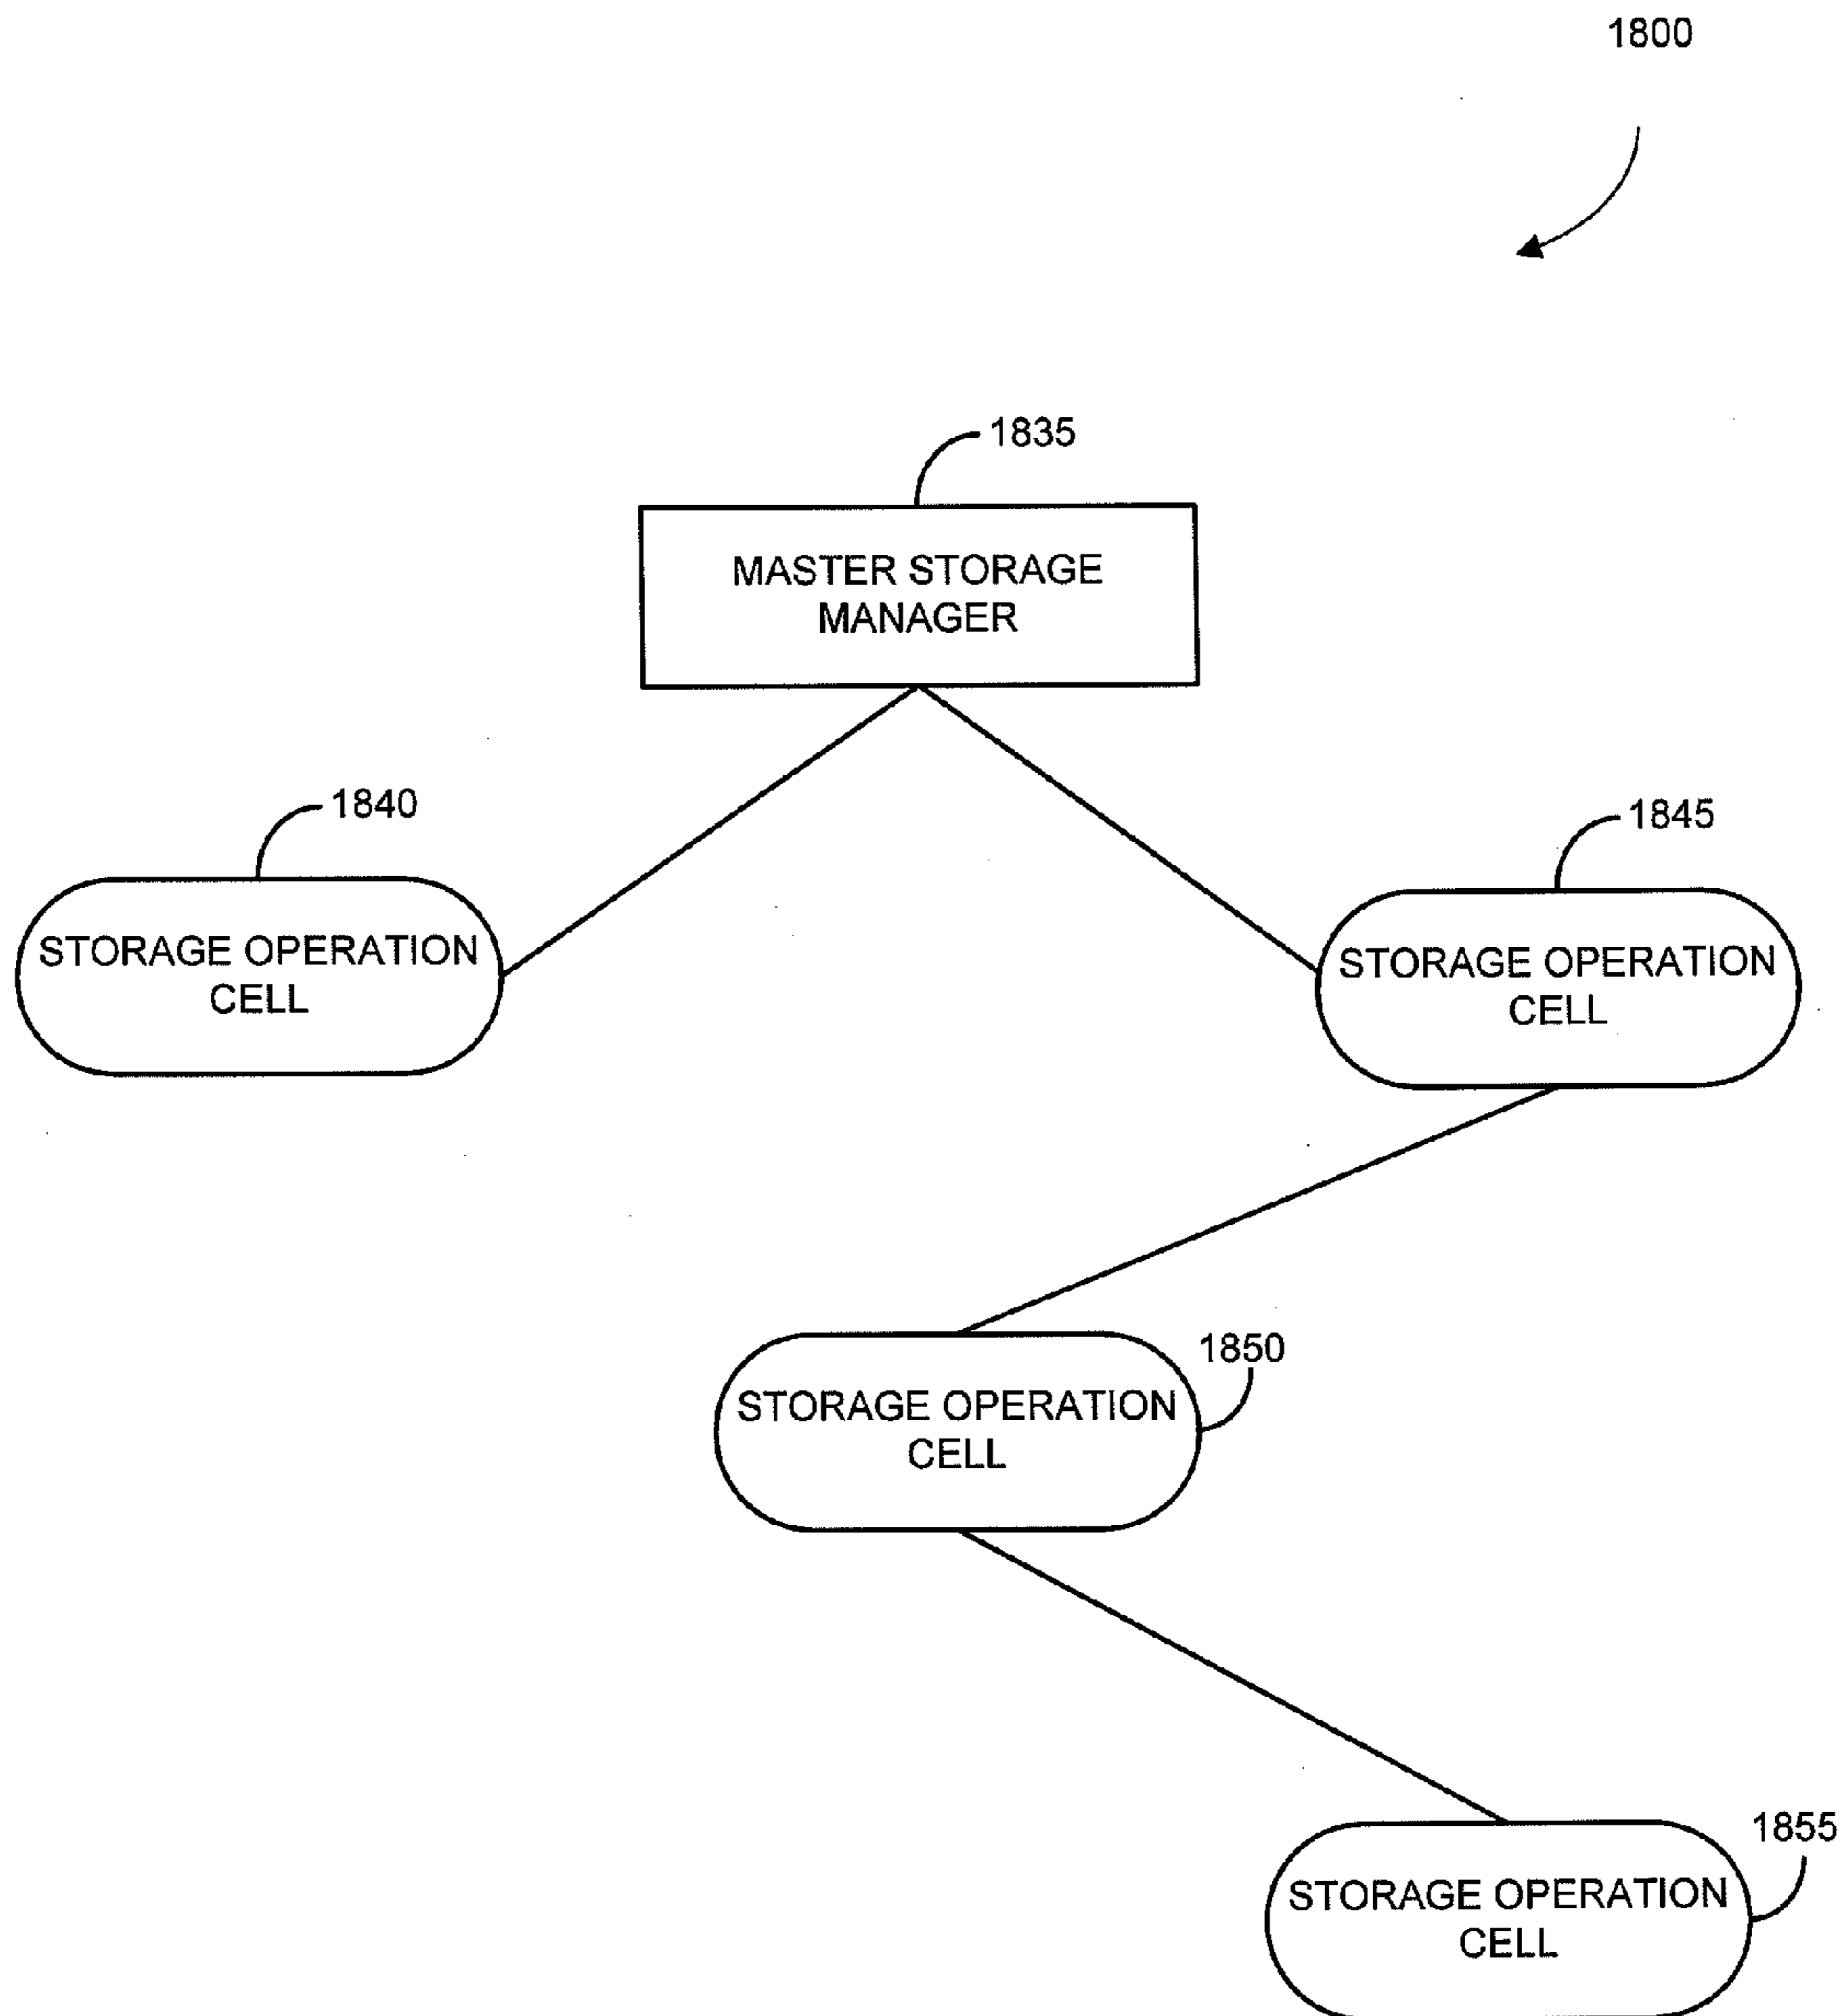 1800
1835
MASTER STORAGE
MANAGER
1840
STORAGE OPERATION
CELL
1845
STORAGE OPERATION
CELL
1850
STORAGE OPERATION
CELL
1855
STORAGE OPERATION
CELL